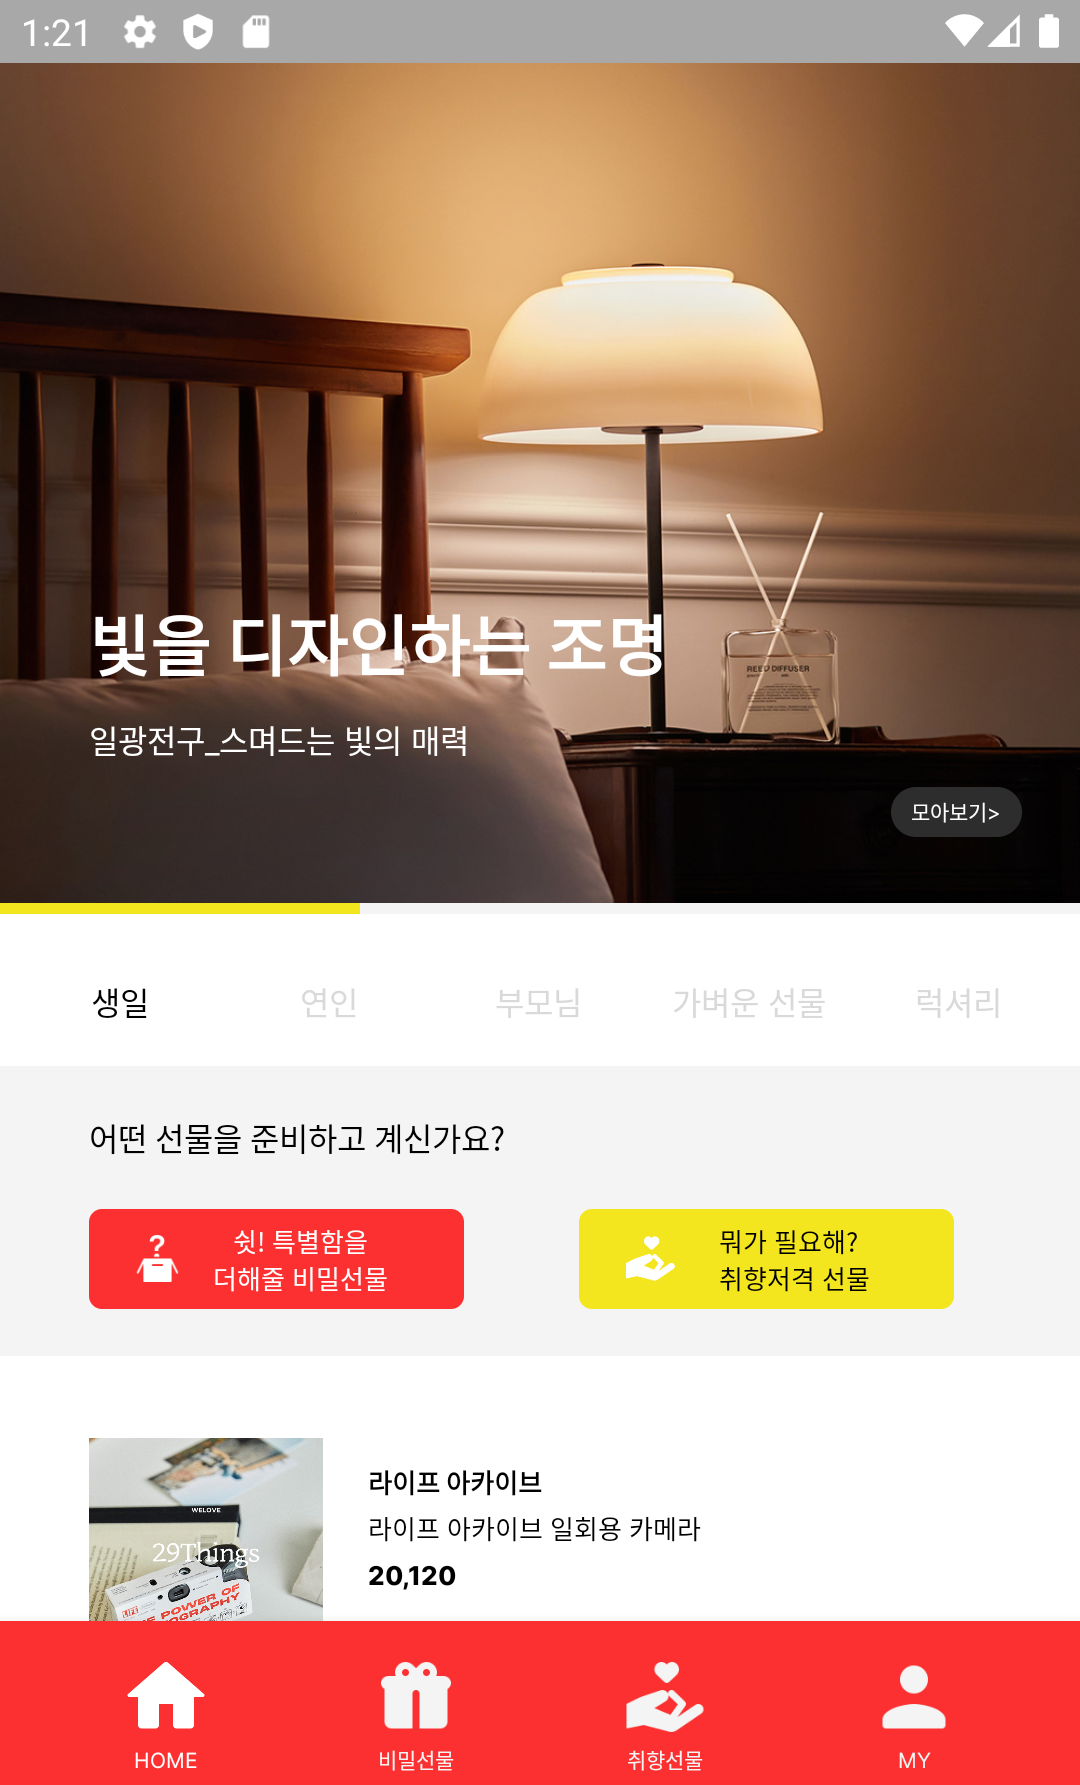 1:21
REED DIFFUSER
빛을 디자인하는 조명
일광전구_스며드는 빛의 매력
모아보기>
생일 연인 부모님 가벼운 선물 럭셔리
어떤 선물을 준비하고 계신가요?
쉿! 특별함을
더해줄 비밀선물
뭐가 필요해?
취향저격 선물
WELOVE
29Things
라이프 아카이브
라이프 아카이브 일회용 카메라
20,120
LIFE
POWER OF
HOME 비밀선물 취향선물 MY